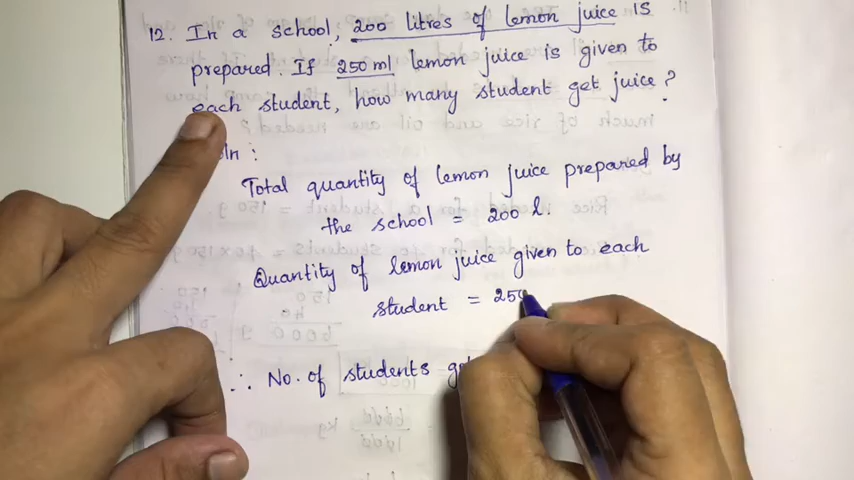 12. In a school, 200 litres of lemon juice is
prepared. If 250 ml lemon juice is given to
each student, how many student get juice?
oln :
Total quantity of lemon juice prepared by
the school = 200 l.
Quantity of lemon juice given to each
student = 250
∴ No. of students